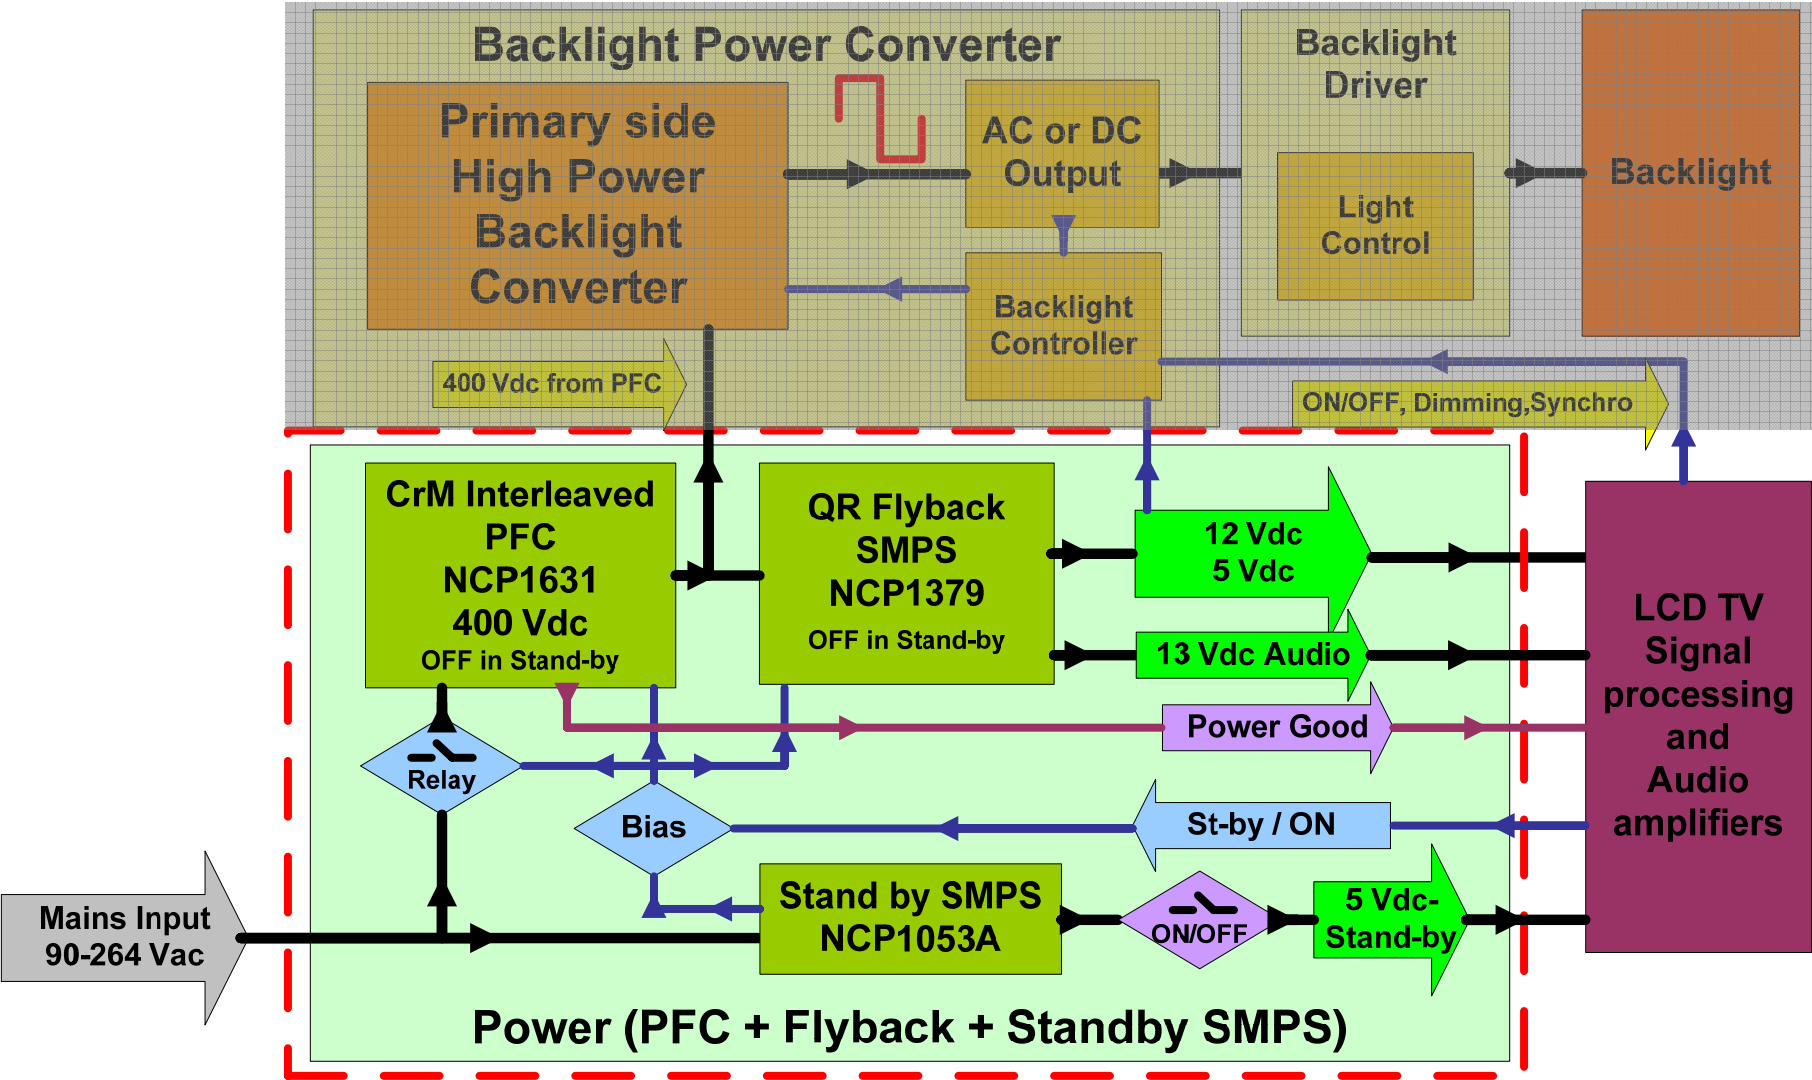 Backlight Power Converter
Primary side
High Power
Backlight
Converter
AC or DC
Output
Backlight
Controller
Backlight
Driver
Light
Control
Backlight
400 Vdc from PFC
ON/OFF, Dimming,Synchro
CrM Interleaved
PFC
NCP1631
400 Vdc
OFF in Stand-by
QR Flyback
SMPS
NCP1379
OFF in Stand-by
12 Vdc
5 Vdc
13 Vdc Audio
Power Good
Relay
Bias
St-by / ON
LCD TV
Signal
processing
and
Audio
amplifiers
Mains Input
90-264 Vac
Stand by SMPS
NCP1053A
ON/OFF
5 Vdc-
Stand-by
Power (PFC + Flyback + Standby SMPS)